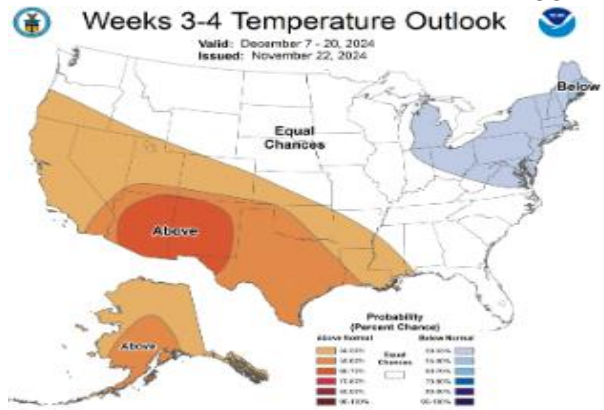 Weeks 3-4 Temperature Outlook
Valid: December 7 - 20, 2024
Issued: November 22, 2024
Below
Equal
Chances
Above
Above
Probability
(Percent Chance)
Above Normal
Below Normal
Equal
Chances